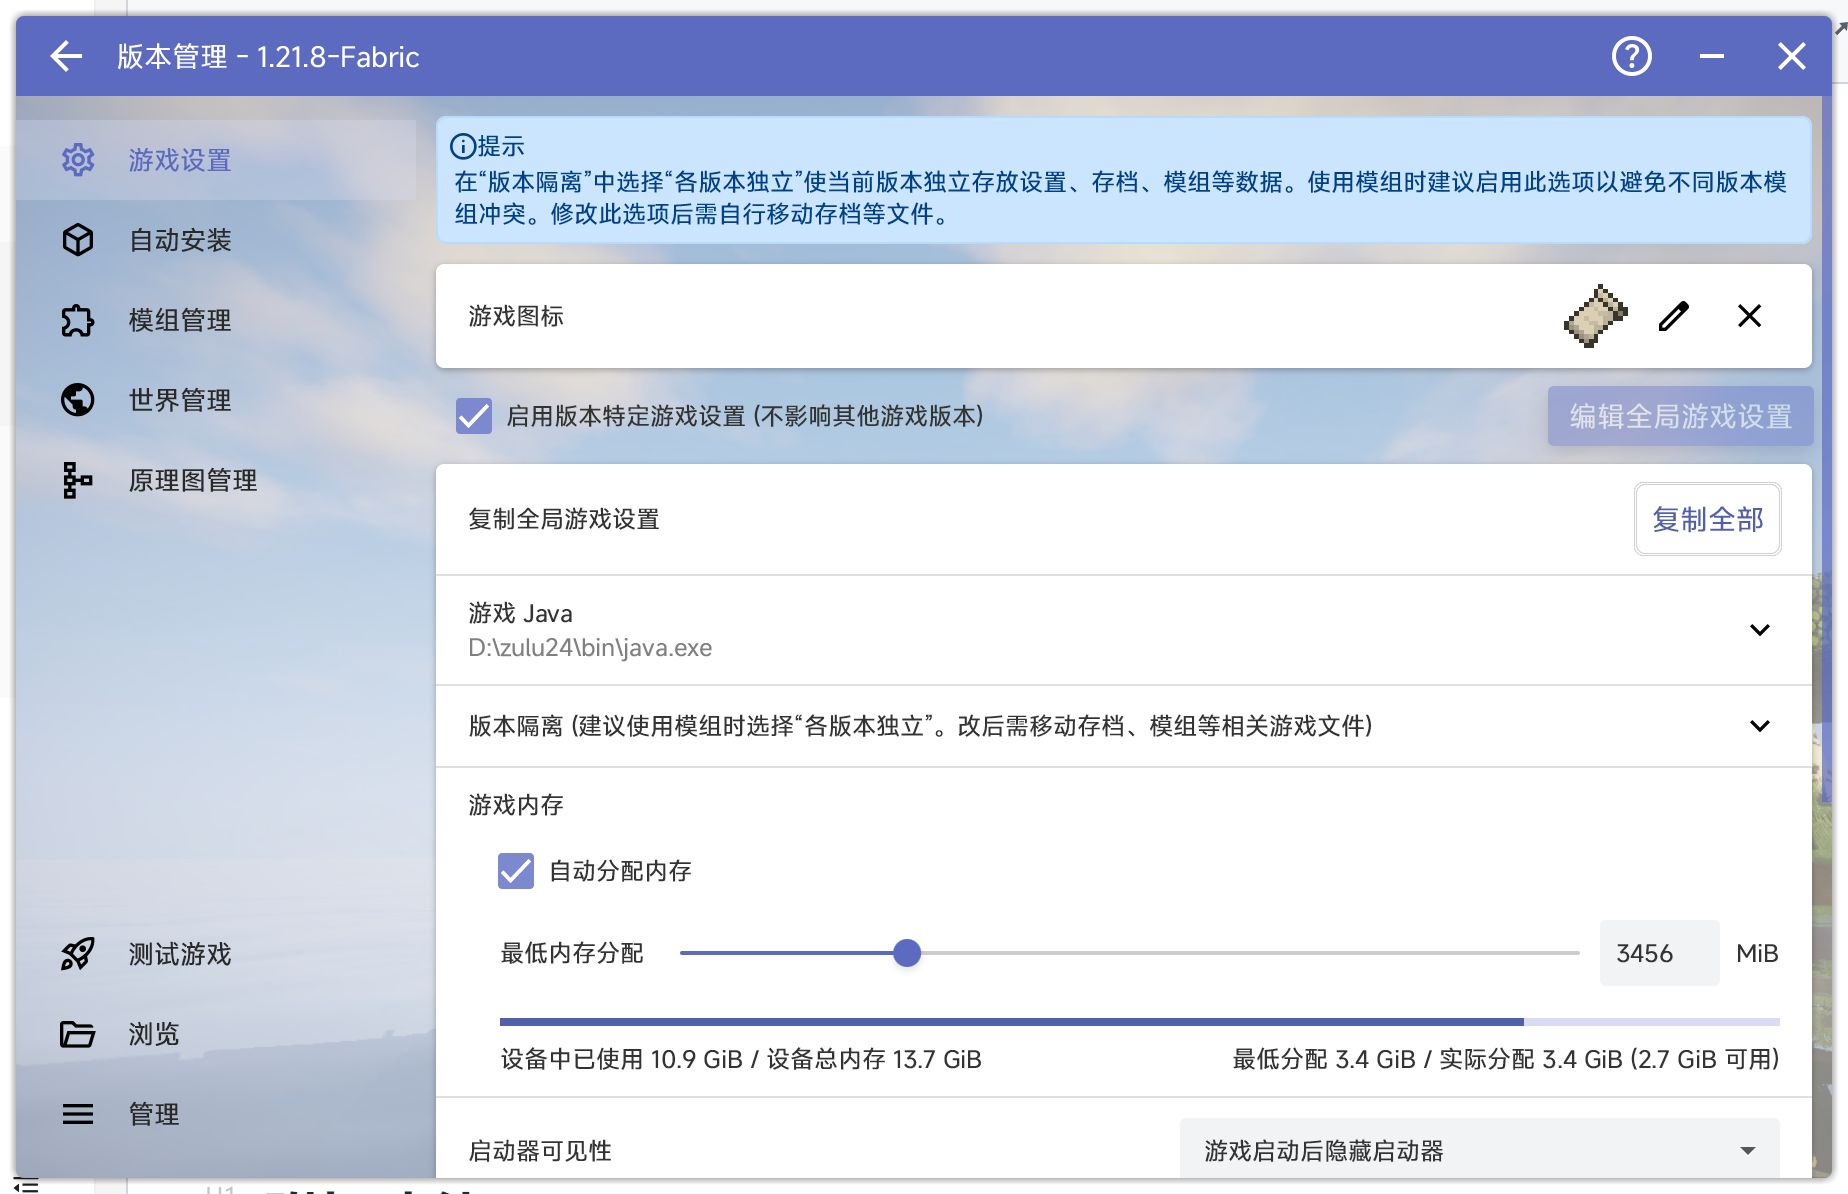 版本管理 - 1.21.8-Fabric
游戏设置
自动安装
模组管理
世界管理
原理图管理
测试游戏
浏览
管理
提示
在“版本隔离”中选择“各版本独立”使当前版本独立存放设置、存档、模组等数据。使用模组时建议启用此选项以避免不同版本模
组冲突。修改此选项后需自行移动存档等文件。
游戏图标
启用版本特定游戏设置 (不影响其他游戏版本)
编辑全局游戏设置
复制全局游戏设置
复制全部
游戏 Java
D:\zulu24\bin\java.exe
版本隔离 (建议使用模组时选择“各版本独立”。改后需移动存档、模组等相关游戏文件)
游戏内存
自动分配内存
最低内存分配
3456
MiB
设备中已使用 10.9 GiB / 设备总内存 13.7 GiB
最低分配 3.4 GiB / 实际分配 3.4 GiB (2.7 GiB 可用)
启动器可见性
游戏启动后隐藏启动器